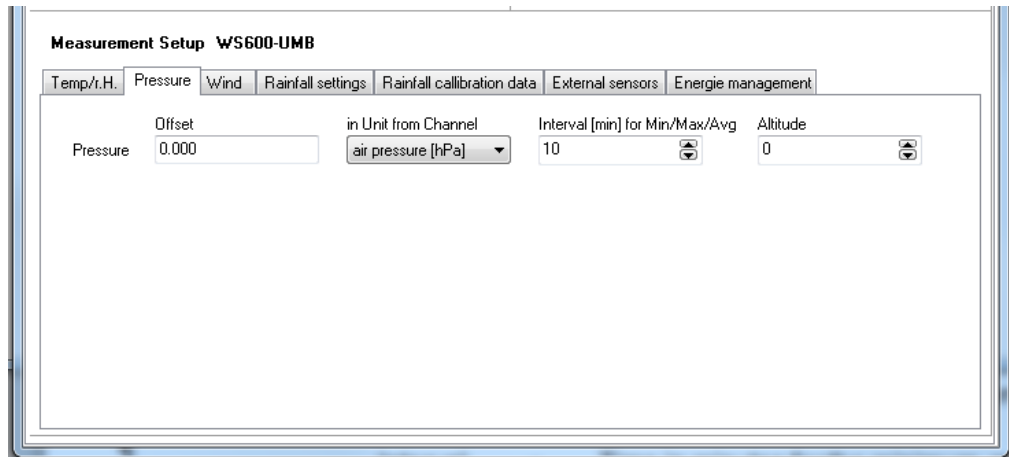 Measurement Setup WS600-UMB
Temp/r.H. Pressure Wind Rainfall settings Rainfall callibration data External sensors Energie management
Offset in Unit from Channel Interval [min] for Min/Max/Avg Altitude
Pressure 0.000 air pressure [hPa] 10 0